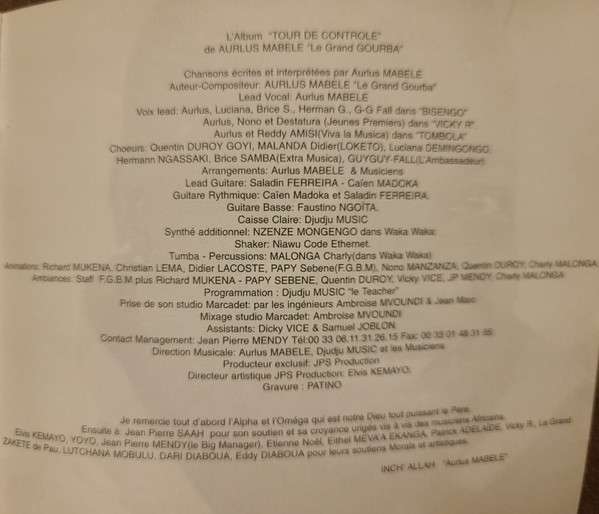 L'Album "TOUR DE CONTROLE"
de AURLUS MABELE "Le Grand GOURBA"
Chansons écrites et interprétées par Aurlus MABELE
Auteur-Compositeur: AURLUS MABELE "Le Grand Gourba"
Lead Vocal: Aurlus MABELE
Voix lead: Aurlus, Luciana, Brice S., Herman G., G-G Fall dans "BISENGO"
Aurlus, Nono et Destatura (Jeunes Premiers) dans "VICKY R".
Aurlus et Reddy AMISI(Viva la Musica) dans "TOMBOLA"
Choeurs: Quentin DUROY GOYI, MALANDA Didier(LOKETO), Luciana DEMINGONGO,
Hermann NGASSAKI, Brice SAMBA(Extra Musica), GUYGUY-FALL(L'Ambassadeur)
Arrangements: Aurlus MABELE & Musiciens
Lead Guitare: Saladin FERREIRA - Caïen MADOKA
Guitare Rythmique: Caïen Madoka et Saladin FERREIRA.
Guitare Basse: Faustino NGOÏTA.
Caisse Claire: Djudju MUSIC
Synthé additionnel: NZENZE MONGENGO dans Waka Waka.
Shaker: Niawu Code Ethernet.
Tumba - Percussions: MALONGA Charly(dans Waka Waka)
Animations: Richard MUKENA, Christian LEMA, Didier LACOSTE, PAPY Sebene(F.G.B.M), Nono MANZANZA, Quentin DUROY, Charly MALONGA.
Ambiances: Staff F.G.B.M plus Richard MUKENA - PAPY SEBENE, Quentin DUROY, Vicky VICE, JP MENDY, Charly MALONGA
Programmation : Djudju MUSIC "le Teacher"
Prise de son studio Marcadet: par les ingénieurs Ambroise MVOUNDI & Jean Marc
Mixage studio Marcadet: Ambroise MVOUNDI
Assistants: Dicky VICE & Samuel JOBLON.
Contact Management: Jean Pierre MENDY Tél:00 33 06.11.31.26.15 Fax: 00 33 01 48 31 55
Direction Musicale: Aurlus MABELE, Djudju MUSIC et les Musiciens
Producteur exclusif: JPS Production
Directeur artistique JPS Production: Elvis KEMAYO.
Gravure : PATINO
Je remercie tout d'abord l'Alpha et l'Oméga qui est notre Dieu tout puissant le Père.
Ensuite à: Jean Pierre SAAH pour son soutien et sa croyance urigés vis à vis des musiciens Africains.
Elvis KEMAYO, YOYO, Jean Pierre MENDY(le Big Manager), Etienne Noël, Eithel MEVA'A EKANGA, Patrick ADELAIDE, Vicky R., Le Grand
ZAKETE de Pau, LUTCHANA MOBULU, DARI DIABOUA, Eddy DIABOUA pour leurs soutiens Morals et artistiques.
INCH' ALLAH "Aurlus MABELE"